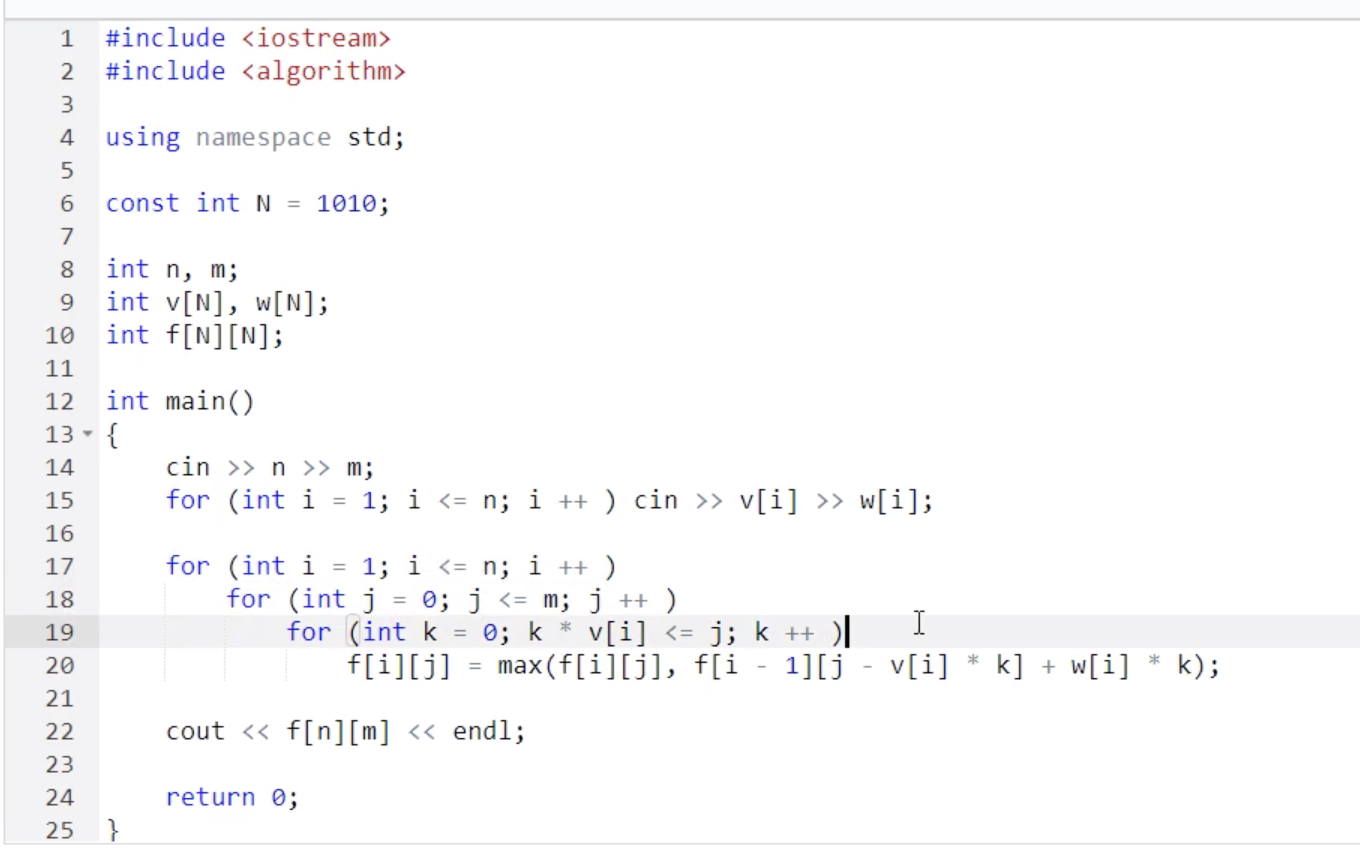 1 #include <iostream>
2 #include <algorithm>
3
4 using namespace std;
5
6 const int N = 1010;
7
8 int n, m;
9 int v[N], w[N];
10 int f[N][N];
11
12 int main()
13 {
14     cin >> n >> m;
15     for (int i = 1; i <= n; i ++ ) cin >> v[i] >> w[i];
16
17     for (int i = 1; i <= n; i ++ )
18         for (int j = 0; j <= m; j ++ )
19             for (int k = 0; k * v[i] <= j; k ++ )
20                 f[i][j] = max(f[i][j], f[i - 1][j - v[i] * k] + w[i] * k);
21
22     cout << f[n][m] << endl;
23
24     return 0;
25 }